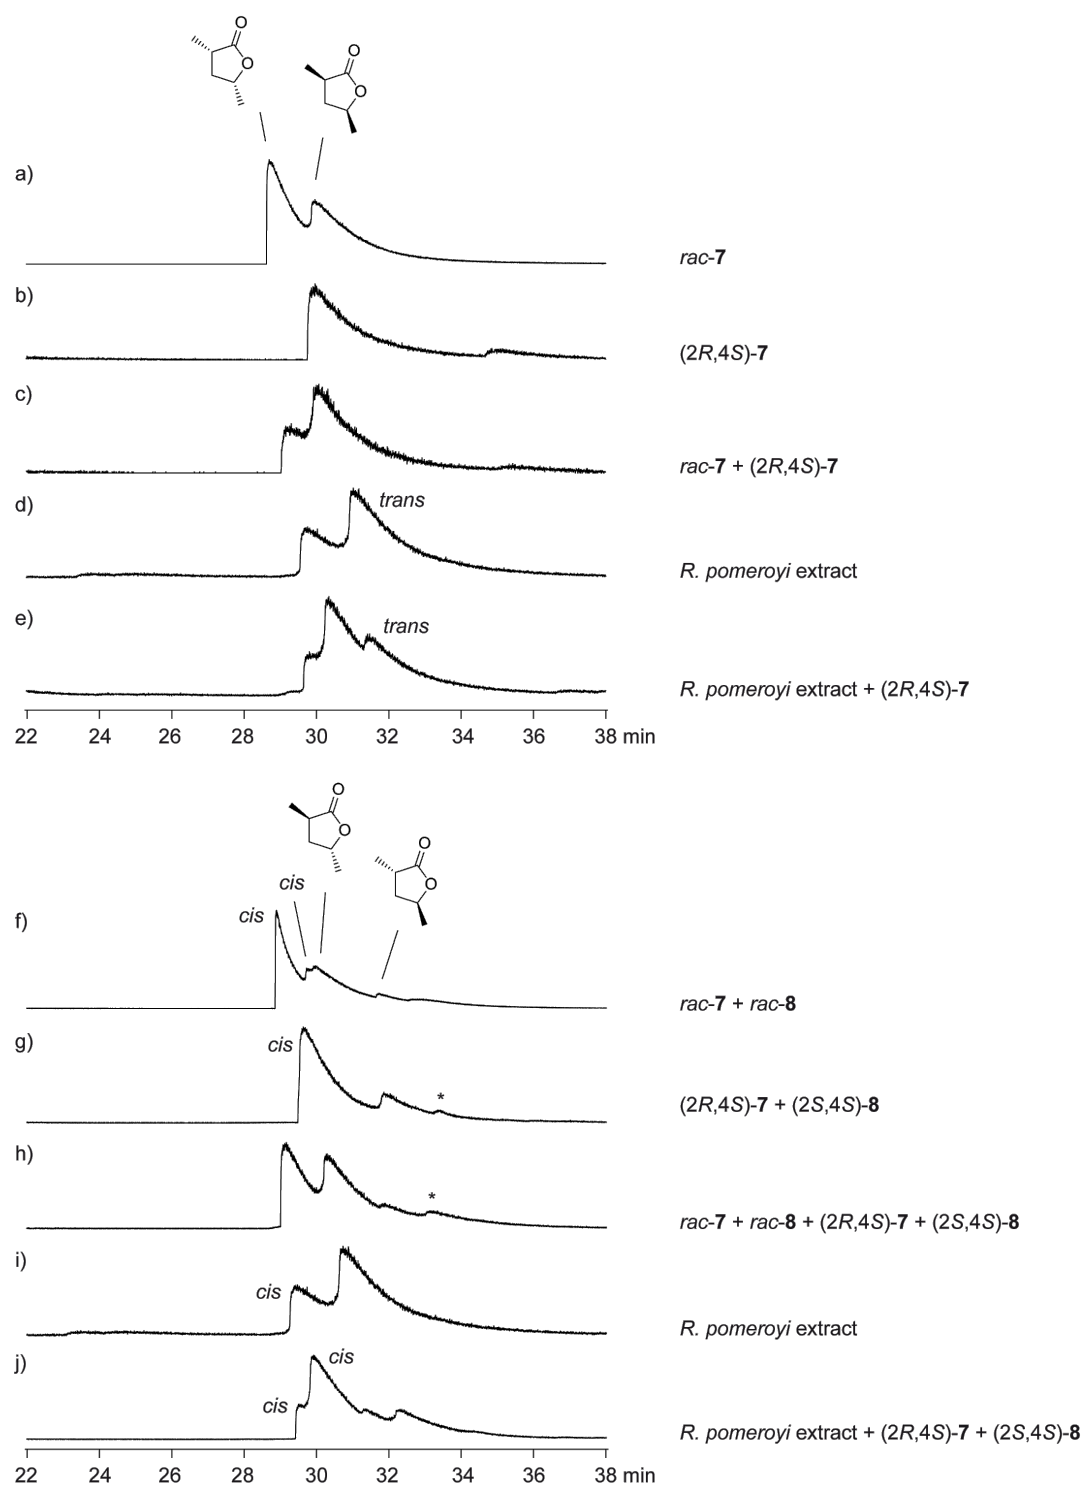 O
O
O
O
a)
rac-7
b)
(2R,4S)-7
c)
rac-7 + (2R,4S)-7
d)
trans
R. pomeroyi extract
e)
trans
R. pomeroyi extract + (2R,4S)-7
22 24 26 28 30 32 34 36 38 min
O
O
O
O
cis
f)
cis
rac-7 + rac-8
g)
cis
*
(2R,4S)-7 + (2S,4S)-8
h)
*
rac-7 + rac-8 + (2R,4S)-7 + (2S,4S)-8
i)
cis
R. pomeroyi extract
j)
cis
cis
R. pomeroyi extract + (2R,4S)-7 + (2S,4S)-8
22 24 26 28 30 32 34 36 38 min